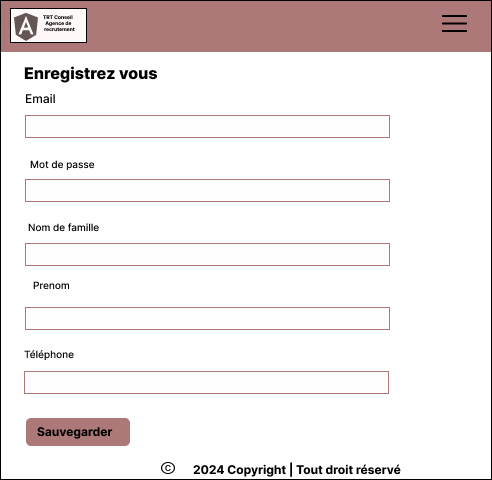 TRT Conseil
Agence de
recrutement
Enregistrez vous
Email
Mot de passe
Nom de famille
Prenom
Téléphone
Sauvegarder
© 2024 Copyright | Tout droit réservé